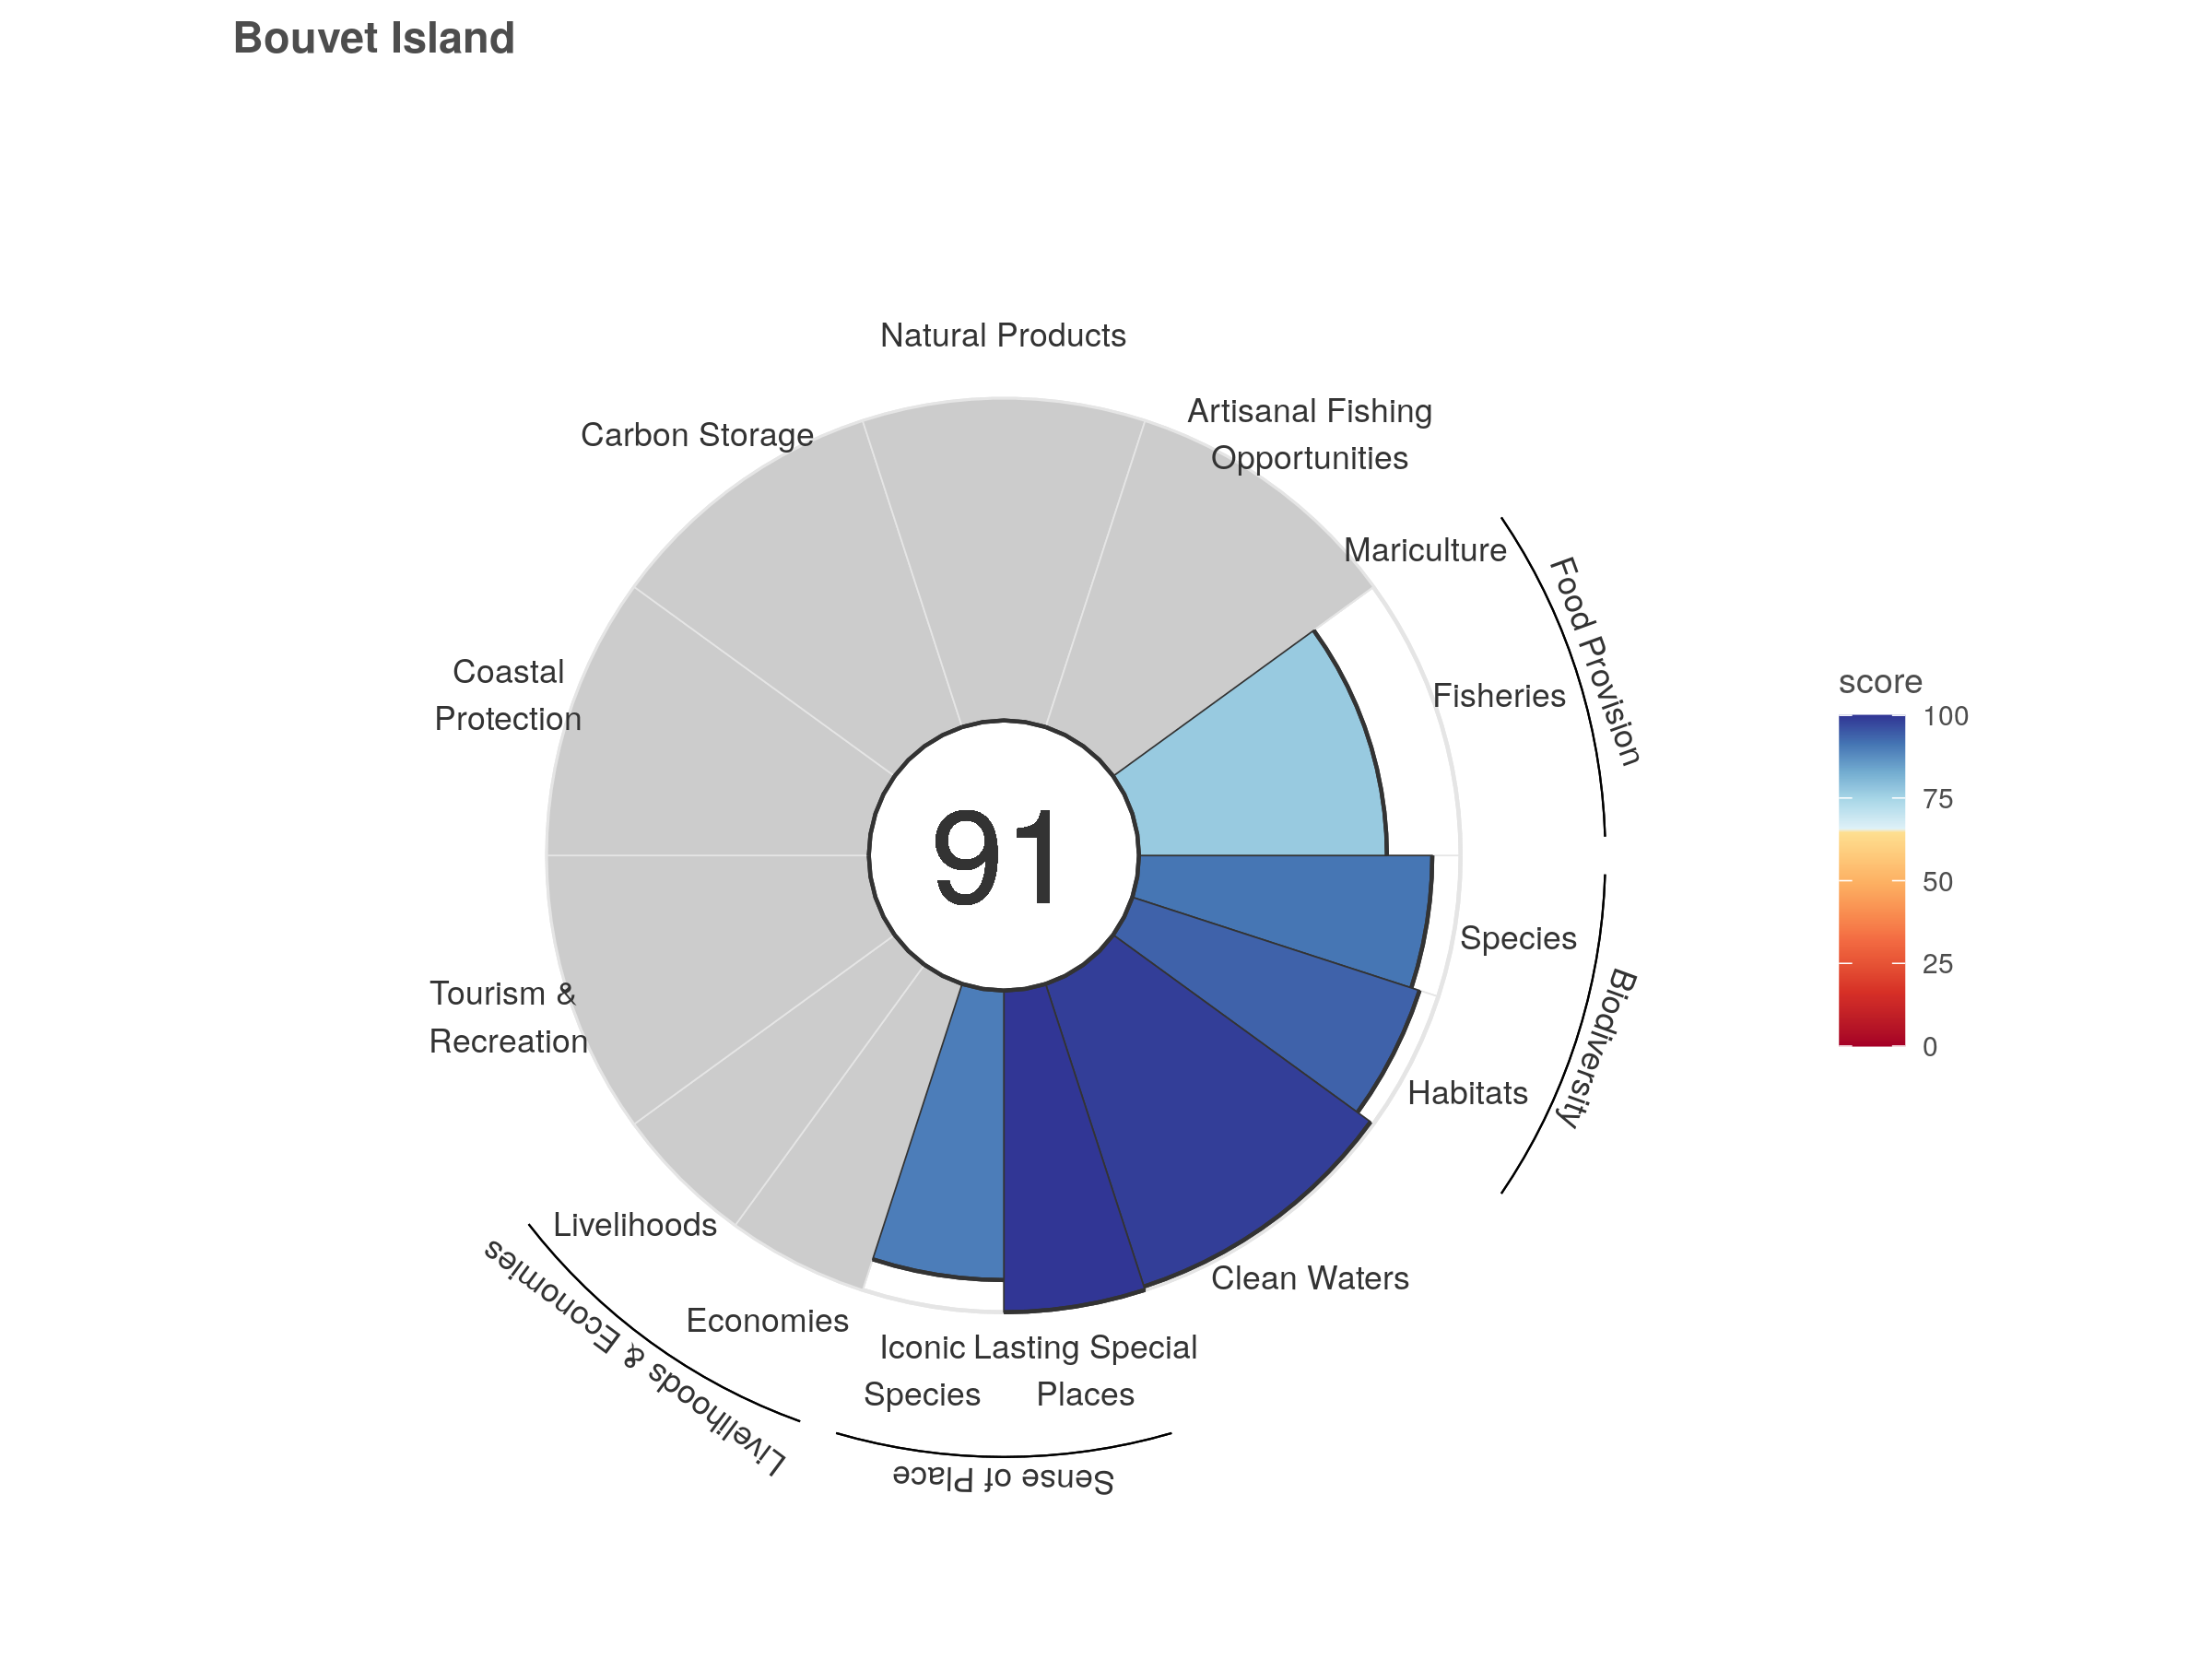 Bouvet Island
Natural Products
Artisanal Fishing
Opportunities
Carbon Storage
Mariculture
Food Provision
Fisheries
Coastal
Protection
score
100
75
50
25
0
91
Species
Biodiversity
Habitats
Tourism &
Recreation
Livelihoods
Livelihoods & Economies
Economies
Clean Waters
Iconic
Species
Lasting Special
Places
Sense of Place